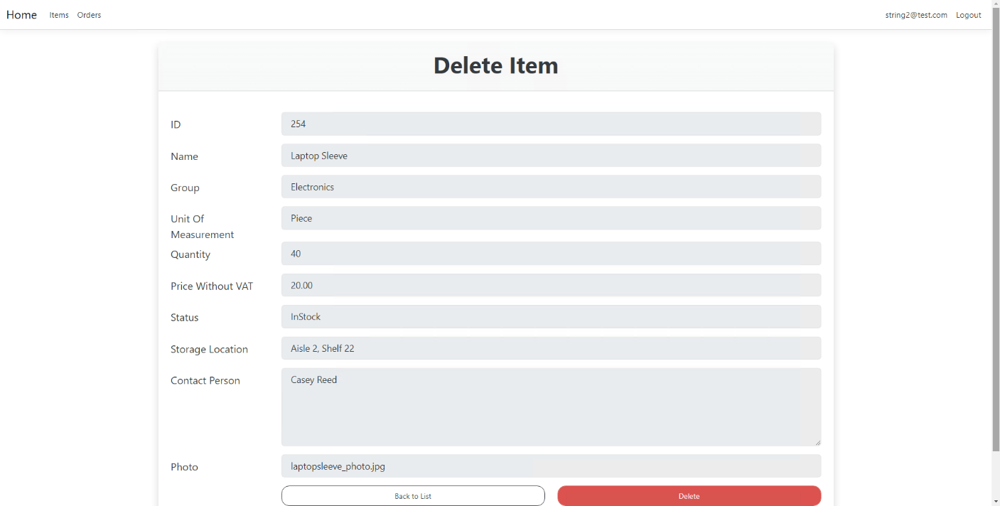 Home Items Orders string2@test.com Logout
Delete Item
ID 254
Name Laptop Sleeve
Group Electronics
Unit Of Piece
Measurement
Quantity 40
Price Without VAT 20.00
Status InStock
Storage Location Aisle 2, Shelf 22
Contact Person Casey Reed
Photo laptopsleeve_photo.jpg
Back to List Delete